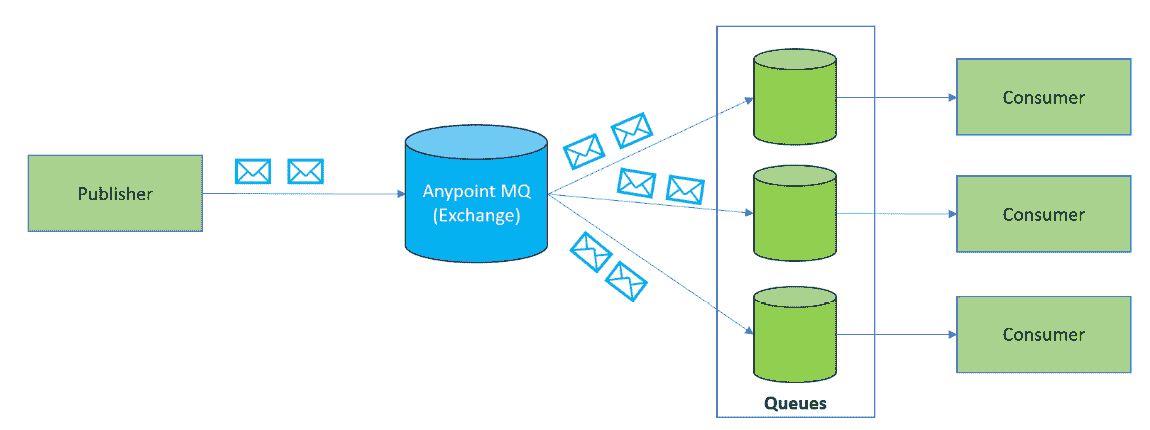 Publisher
Anypoint MQ
(Exchange)
Consumer
Consumer
Consumer
Queues